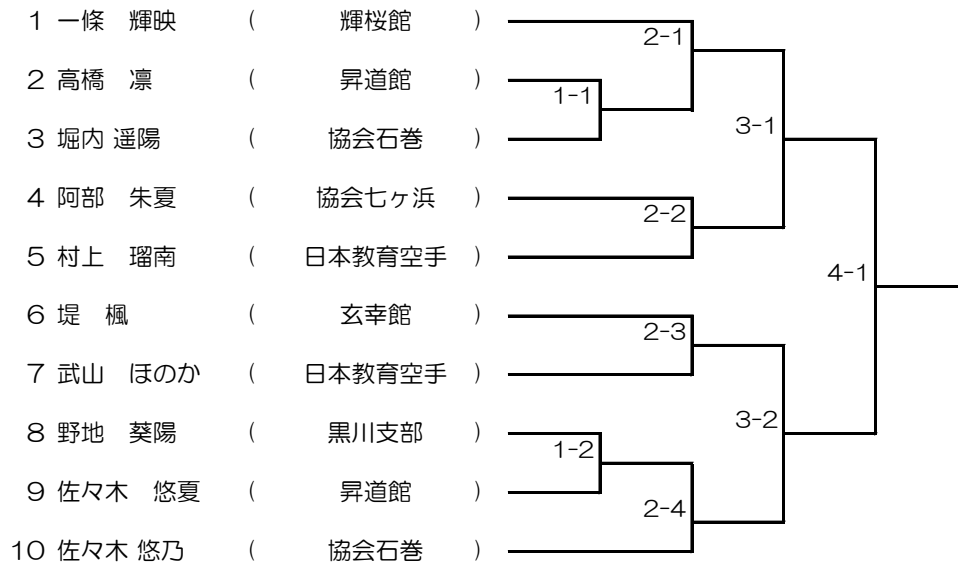 1 一條　輝映 ( 輝桜館 )
2-1
2 高橋　凛 ( 昇道館 )
1-1
3 堀内 遥陽 ( 協会石巻 )
3-1
4 阿部　朱夏 ( 協会七ヶ浜 )
2-2
5 村上　瑠南 ( 日本教育空手 )
4-1
6 堤　楓 ( 玄幸館 )
2-3
7 武山　ほのか ( 日本教育空手 )
3-2
8 野地　葵陽 ( 黒川支部 )
1-2
9 佐々木　悠夏 ( 昇道館 )
2-4
10 佐々木 悠乃 ( 協会石巻 )